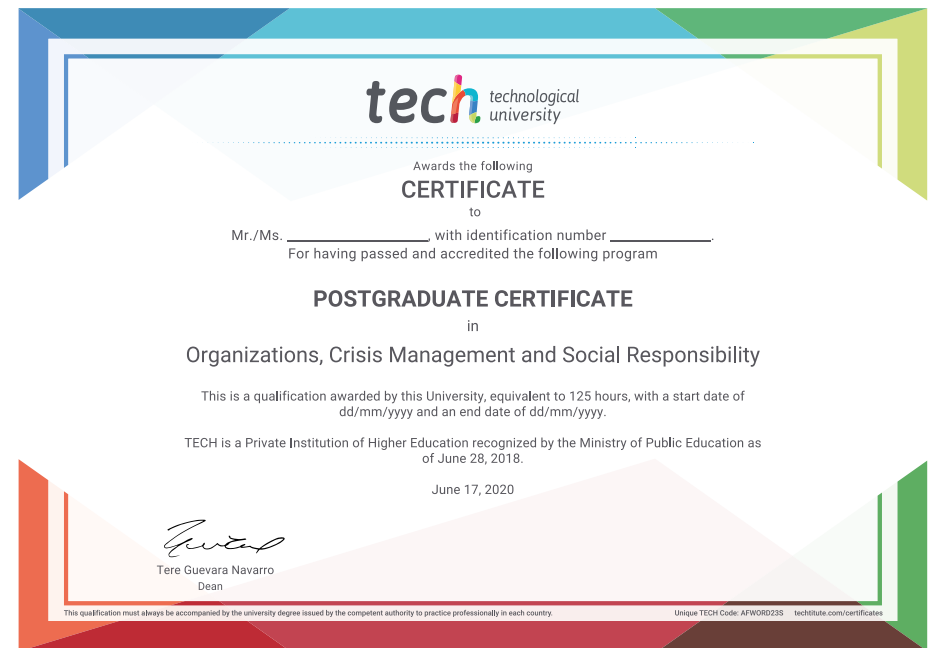 tech technological
university
Awards the following
CERTIFICATE
to
Mr./Ms. ____________, with identification number ____________.
For having passed and accredited the following program
POSTGRADUATE CERTIFICATE
in
Organizations, Crisis Management and Social Responsibility
This is a qualification awarded by this University, equivalent to 125 hours, with a start date of
dd/mm/yyyy and an end date of dd/mm/yyyy.
TECH is a Private Institution of Higher Education recognized by the Ministry of Public Education as
of June 28, 2018.
June 17, 2020
Tere Guevara Navarro
Dean
This qualification must always be accompanied by the university degree issued by the competent authority to practice professionally in each country. Unique TECH Code: AFWORD23S techtitute.com/certificates